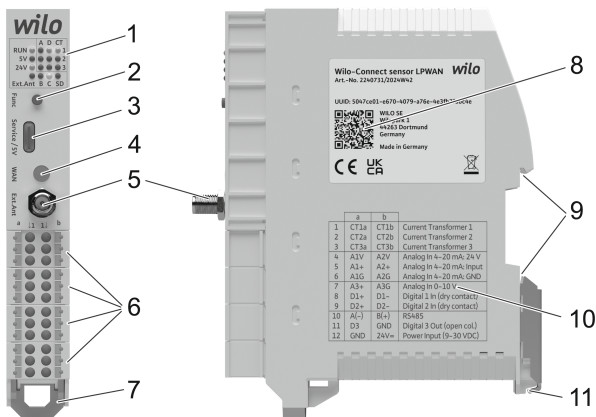 wilo
A D CT
RUN 1
5V 2
24V 3
Ext.Ant B C SD
Func
Service / 5V
WAN
Ext.Ant
a ↓1 1↓ b
1
2
3
4
5
6
7
Wilo-Connect sensor LPWAN wilo
Art.-No. 2240731/2024W42
UUID: 5047ce01-e670-4079-a76e-4e3f
WILO SE
44263 Dortmund
Germany
Made in Germany
CE UK CA
a b
1 CT1a CT1b Current Transformer 1
2 CT2a CT2b Current Transformer 2
3 CT3a CT3b Current Transformer 3
4 A1V A2V Analog In 4-20 mA: 24 V
5 A1+ A2+ Analog In 4-20 mA: Input
6 A1G A2G Analog In 4-20 mA: GND
7 A3+ A3G Analog In 0-10 V
8 D1+ D1- Digital 1 In (dry contact)
9 D2+ D2- Digital 2 In (dry contact)
10 A(-) B(+) RS485
11 D3 GND Digital 3 Out (open col.)
12 GND 24V= Power Input (9-30 VDC)
8
9
10
11